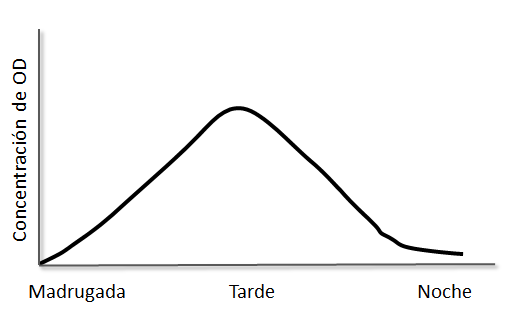 Concentración de OD
Madrugada
Tarde
Noche